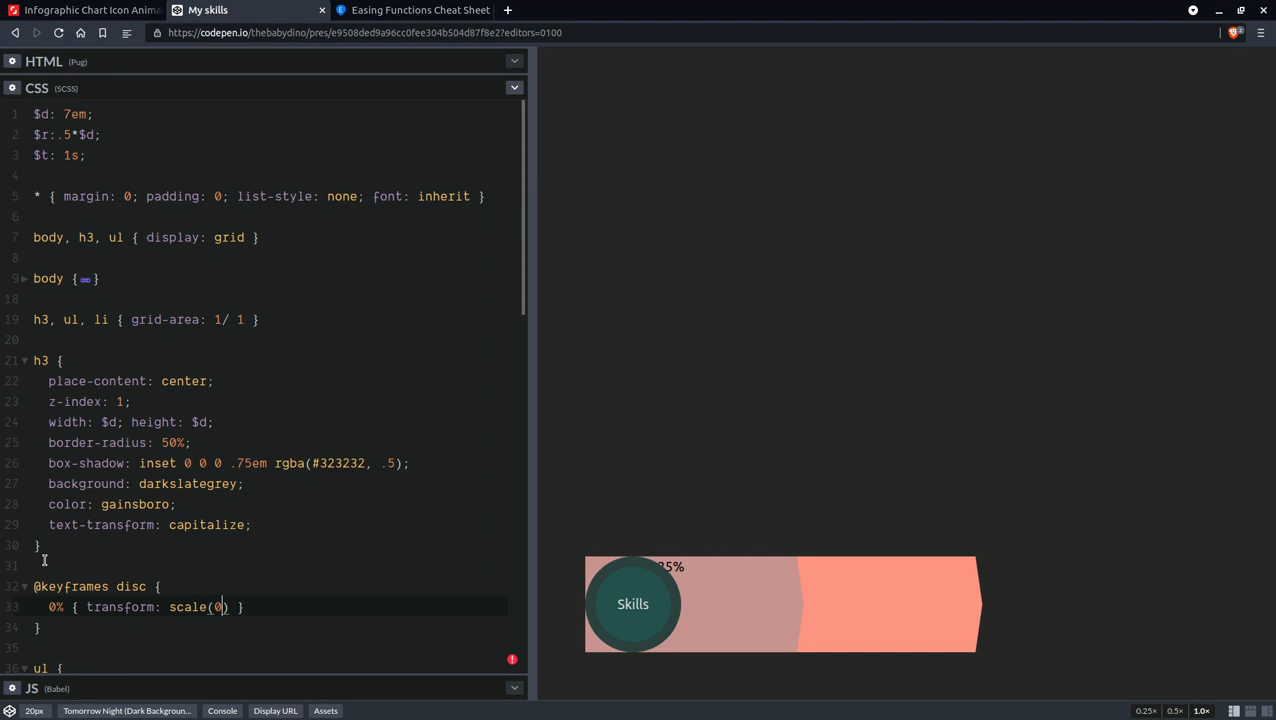 Infographic Chart Icon Anima
My skills
Easing Functions Cheat Sheet
https://codepen.io/thebabydino/pres/e9508ded9a96cc0fee304b504d87f8e2?editors=0100
2
HTML (Pug)
CSS (SCSS)
1 $d: 7em;
2 $r:.5*$d;
3 $t: 1s;
4
5 * { margin: 0; padding: 0; list-style: none; font: inherit }
6
7 body, h3, ul { display: grid }
8
9 body {↔}
18
19 h3, ul, li { grid-area: 1/ 1 }
20
21 h3 {
22 place-content: center;
23 z-index: 1;
24 width: $d; height: $d;
25 border-radius: 50%;
26 box-shadow: inset 0 0 0 .75em rgba(#323232, .5);
27 background: darkslategrey;
28 color: gainsboro;
29 text-transform: capitalize;
30 }
31
32 @keyframes disc {
33 0% { transform: scale(0) }
34 }
35
36 ul {
JS (Babel)
20px
Tomorrow Night (Dark Backgroun...
Console
Display URL
Assets
0.25×
0.5×
1.0×
Skills
35%